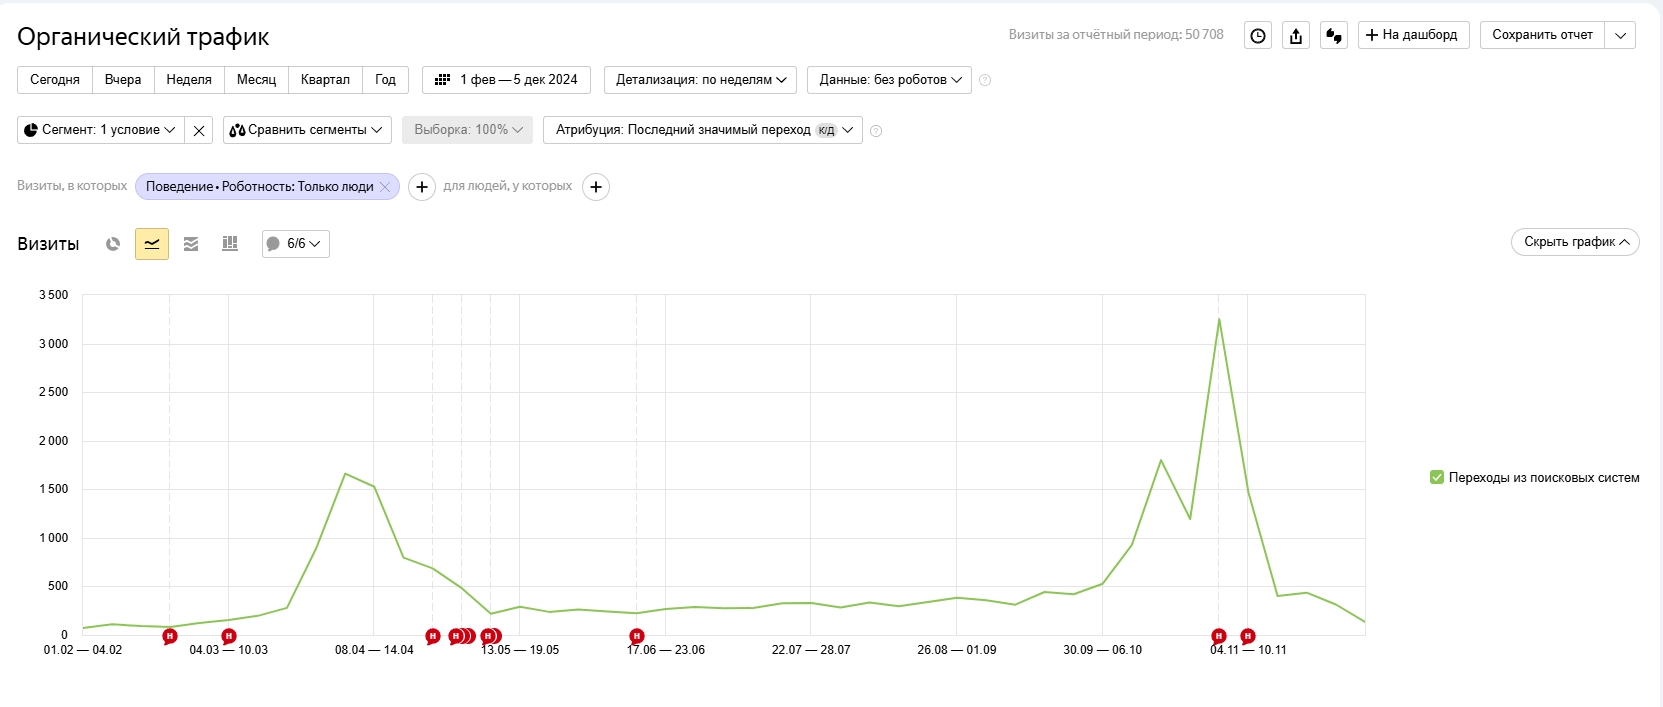 Органический трафик
Визиты за отчётный период: 50 708
На дашборд
Сохранить отчет
Сегодня Вчера Неделя Месяц Квартал Год
1 фев — 5 дек 2024
Детализация: по неделям
Данные: без роботов
?
Сегмент: 1 условие
Сравнить сегменты
Выборка: 100%
Атрибуция: Последний значимый переход К/Д
?
Визиты, в которых Поведение • Роботность: Только люди для людей, у которых
Визиты
6/6
Скрыть график
3 500
3 000
2 500
2 000
1 500
1 000
500
0
Переходы из поисковых систем
Н Н Н Н Н Н Н Н
01.02 — 04.02 04.03 — 10.03 08.04 — 14.04 13.05 — 19.05 17.06 — 23.06 22.07 — 28.07 26.08 — 01.09 30.09 — 06.10 04.11 — 10.11